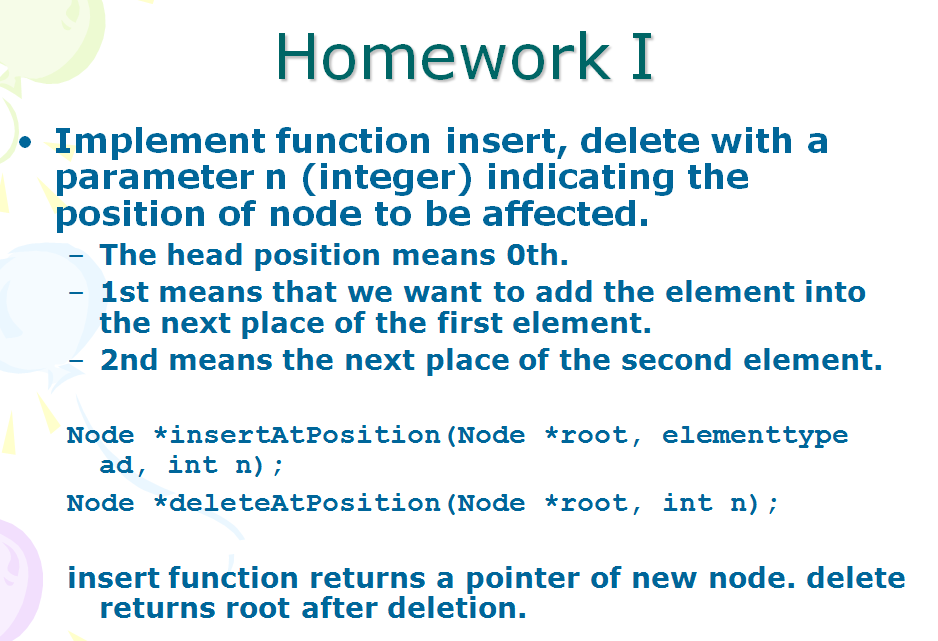 Homework I
• Implement function insert, delete with a
parameter n (integer) indicating the
position of node to be affected.
– The head position means 0th.
– 1st means that we want to add the element into
the next place of the first element.
– 2nd means the next place of the second element.
Node *insertAtPosition(Node *root, elementtype
ad, int n);
Node *deleteAtPosition(Node *root, int n);
insert function returns a pointer of new node. delete
returns root after deletion.